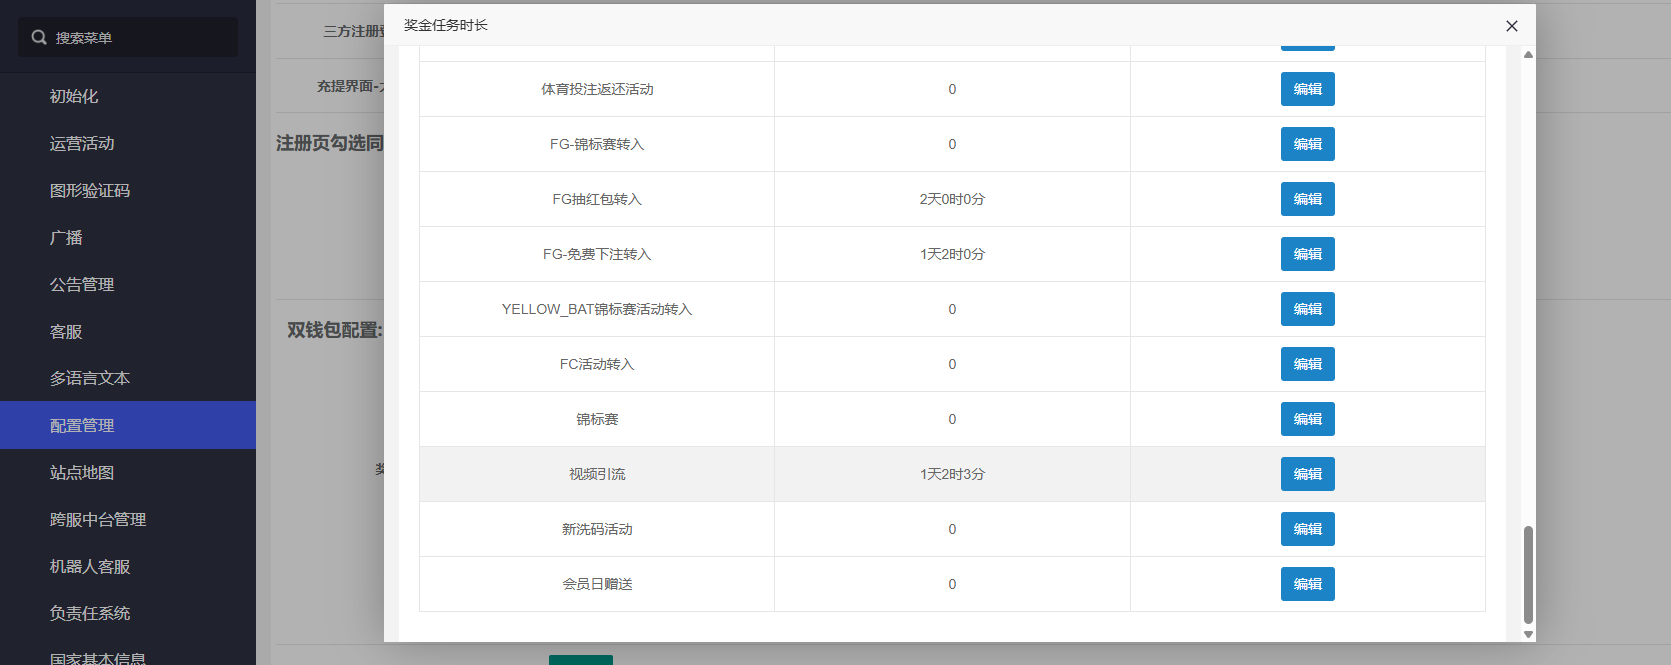 搜索菜单
初始化
运营活动
图形验证码
广播
公告管理
客服
多语言文本
配置管理
站点地图
跨服中台管理
机器人客服
负责任系统
国家基本信息
三方注册
充提界面-
注册页勾选同
双钱包配置:
奖金任务时长
体育投注返还活动 0 编辑
FG-锦标赛转入 0 编辑
FG抽红包转入 2天0时0分 编辑
FG-免费下注转入 1天2时0分 编辑
YELLOW_BAT锦标赛活动转入 0 编辑
FC活动转入 0 编辑
锦标赛 0 编辑
视频引流 1天2时3分 编辑
新洗码活动 0 编辑
会员日赠送 0 编辑